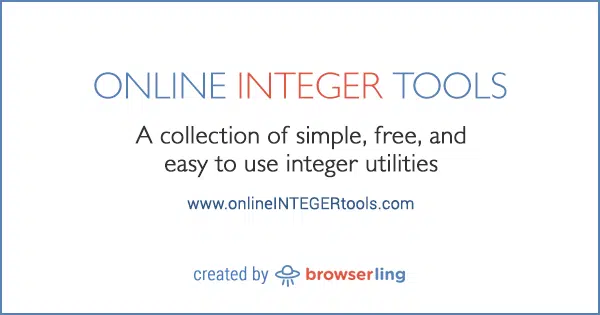 ONLINE INTEGER TOOLS
A collection of simple, free, and
easy to use integer utilities
www.onlineINTEGERtools.com
created by browserling